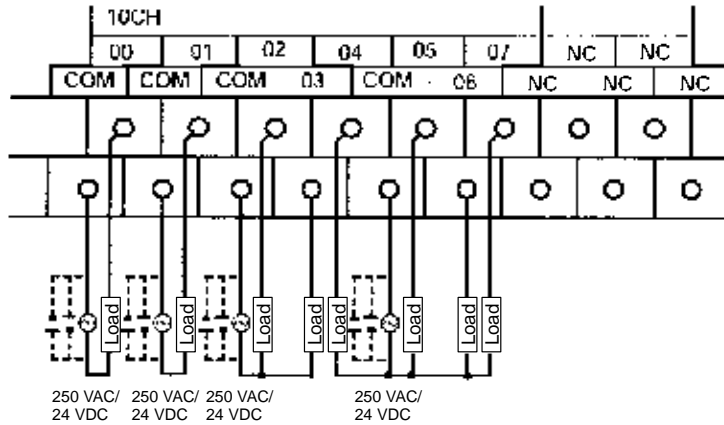 10CH
00 01 02 04 05 07 NC NC
COM COM COM 03 COM 06 NC NC NC
Load Load Load Load Load Load Load Load
250 VAC/ 250 VAC/ 250 VAC/ 250 VAC/
24 VDC 24 VDC 24 VDC 24 VDC